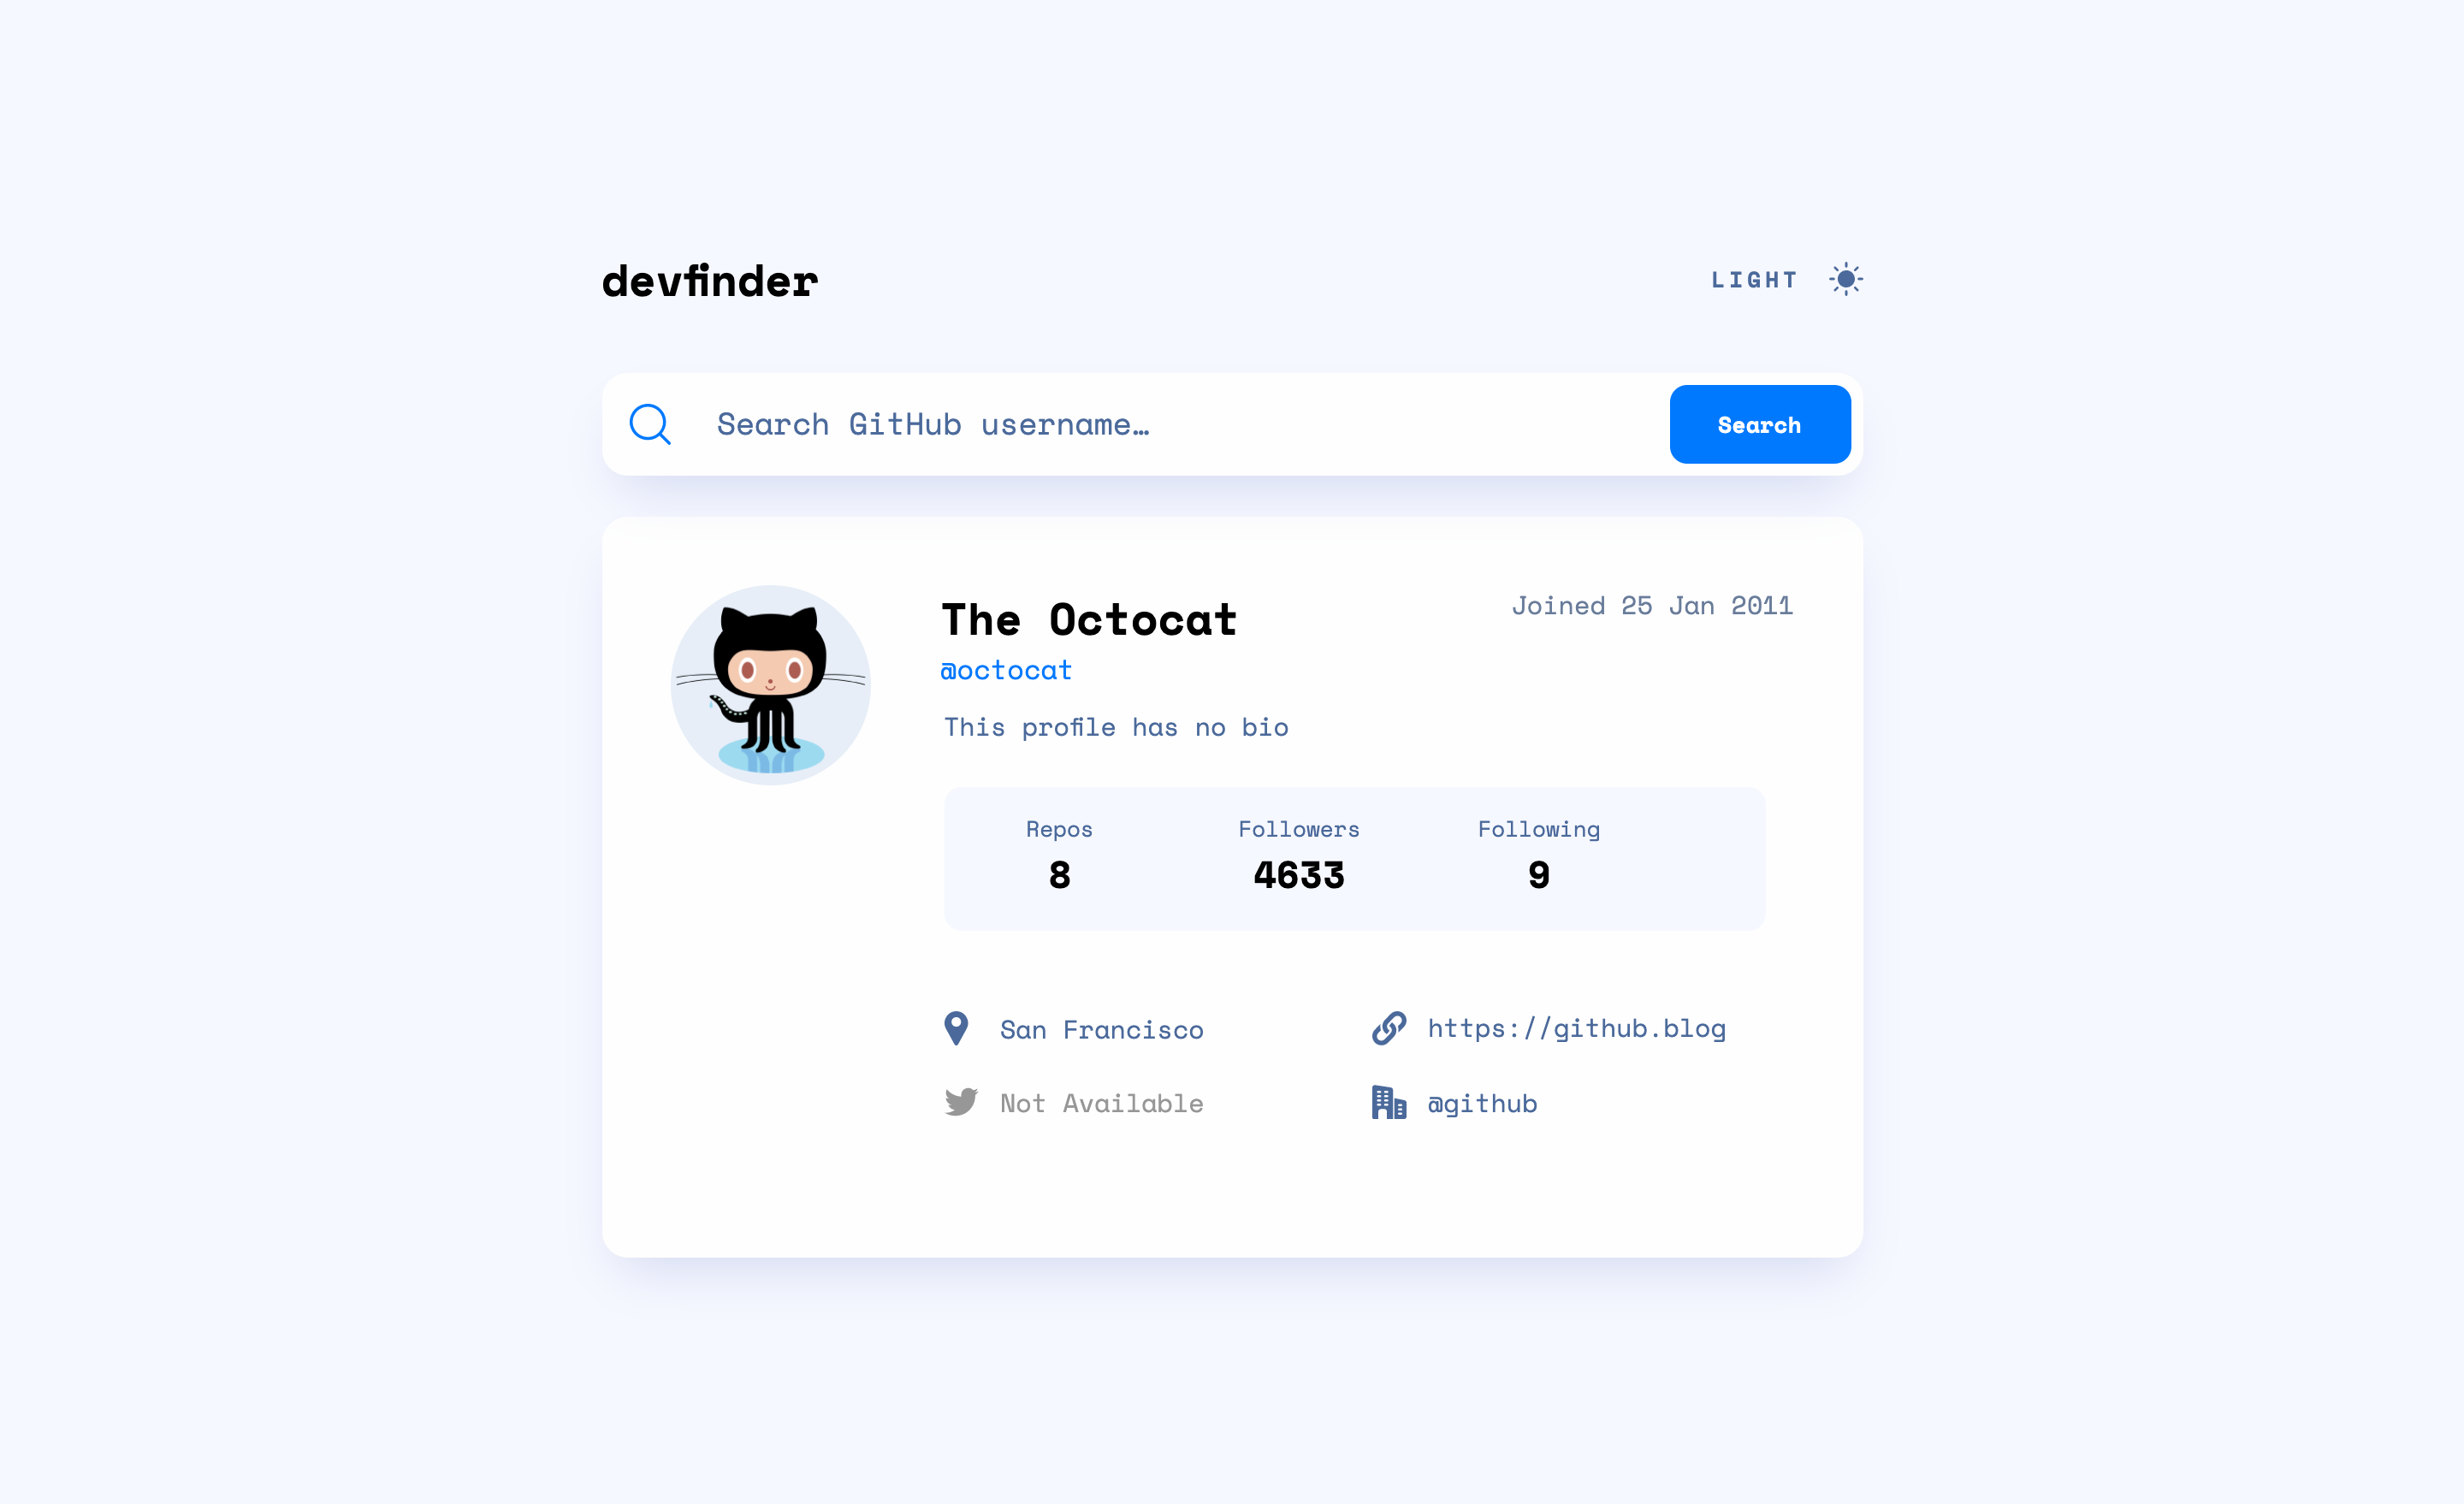 devfinder
LIGHT
Search GitHub username…
Search
The Octocat
Joined 25 Jan 2011
@octocat
This profile has no bio
Repos
Followers
Following
8
4633
9
San Francisco
https://github.blog
Not Available
@github